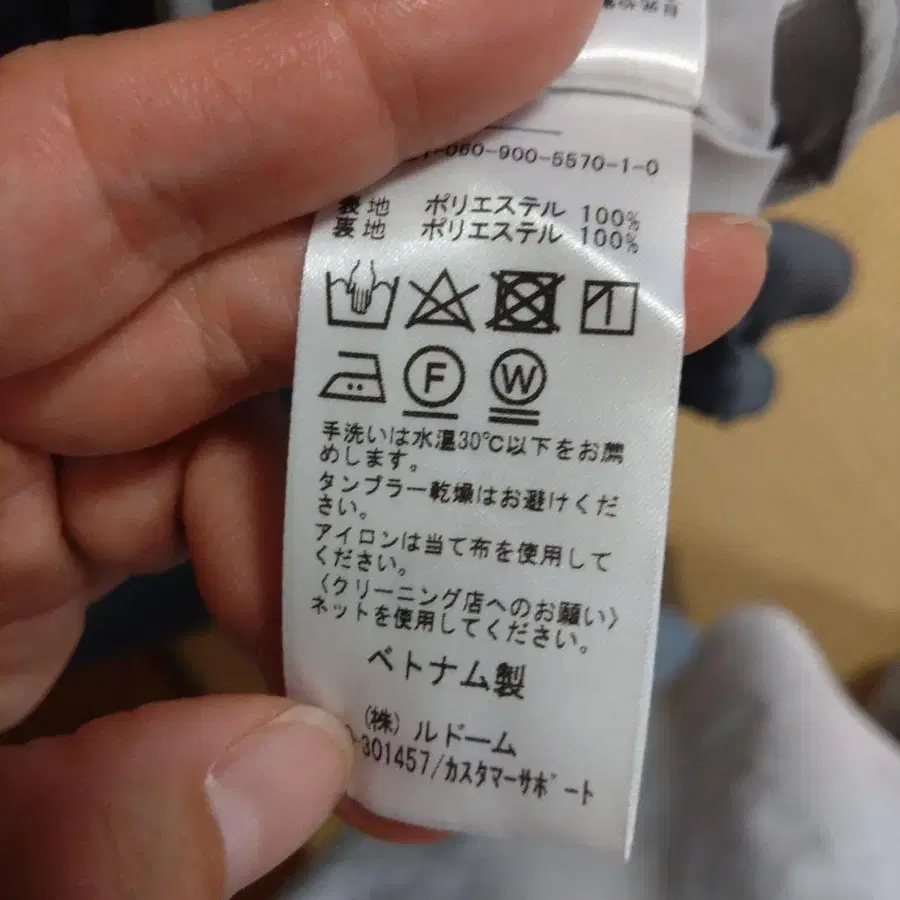 -060-900-5570-1-0
表地 ポリエステル 100%
裏地 ポリエステル 100%
F W
手洗いは水温30℃以下をお薦
めします。
タンブラー乾燥はお避けくだ
さい。
アイロンは当て布を使用して
ください。
〈クリーニング店へのお願い〉
ネットを使用してください。
ベトナム製
(株)ルドーム
301457/カスタマーサポート